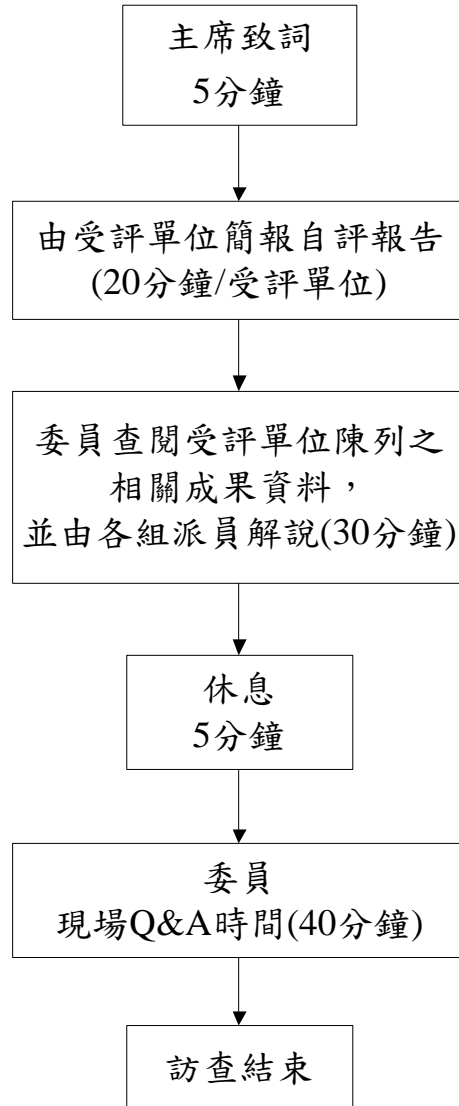 主席致詞
5分鐘
由受評單位簡報自評報告
(20分鐘/受評單位)
委員查閱受評單位陳列之
相關成果資料，
並由各組派員解說(30分鐘)
休息
5分鐘
委員
現場Q&A時間(40分鐘)
訪查結束